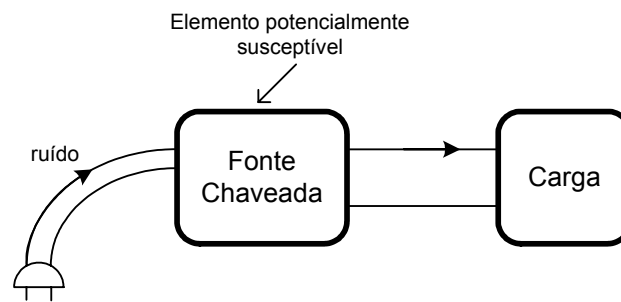 Elemento potencialmente
susceptível
ruído
Fonte
Chaveada
Carga